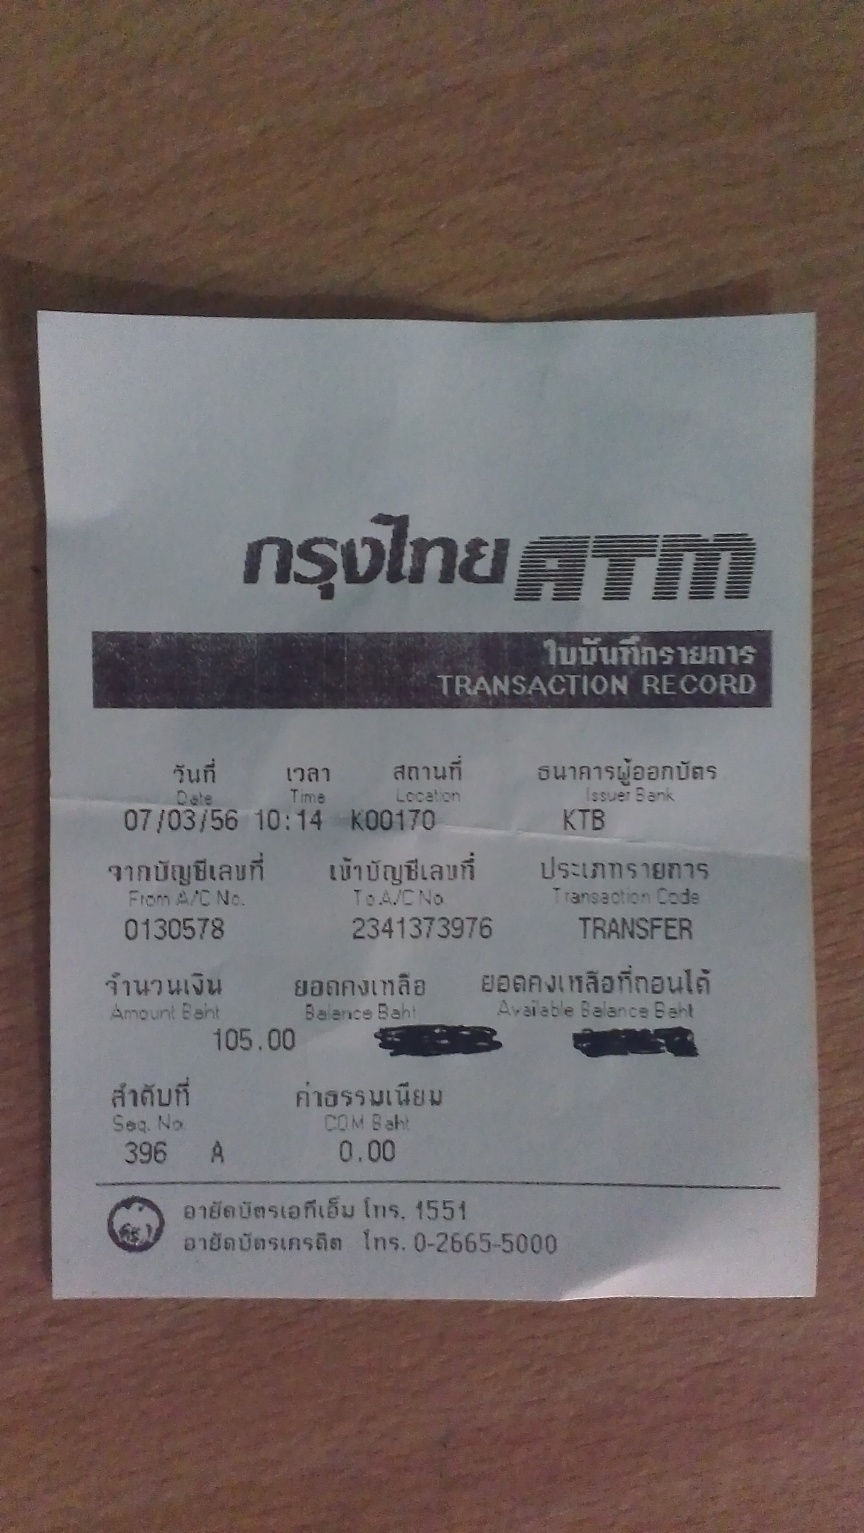 กรุงไทย ATM
ใบบันทึกรายการ
TRANSACTION RECORD
วันที่ เวลา สถานที่ ธนาคารผู้ออกบัตร
Date Time Location Issuer Bank
07/03/56 10:14 K00170 KTB
จากบัญชีเลขที่ เข้าบัญชีเลขที่ ประเภทรายการ
From A/C No. To A/C No. Transaction Code
0130578 2341373976 TRANSFER
จำนวนเงิน ยอดคงเหลือ ยอดคงเหลือที่ถอนได้
Amount Baht Balance Baht Available Balance Baht
105.00
ลำดับที่ ค่าธรรมเนียม
Seq. No. COM Baht
396 A 0.00
อายัดบัตรเอทีเอ็ม โทร. 1551
อายัดบัตรเครดิต โทร. 0-2665-5000